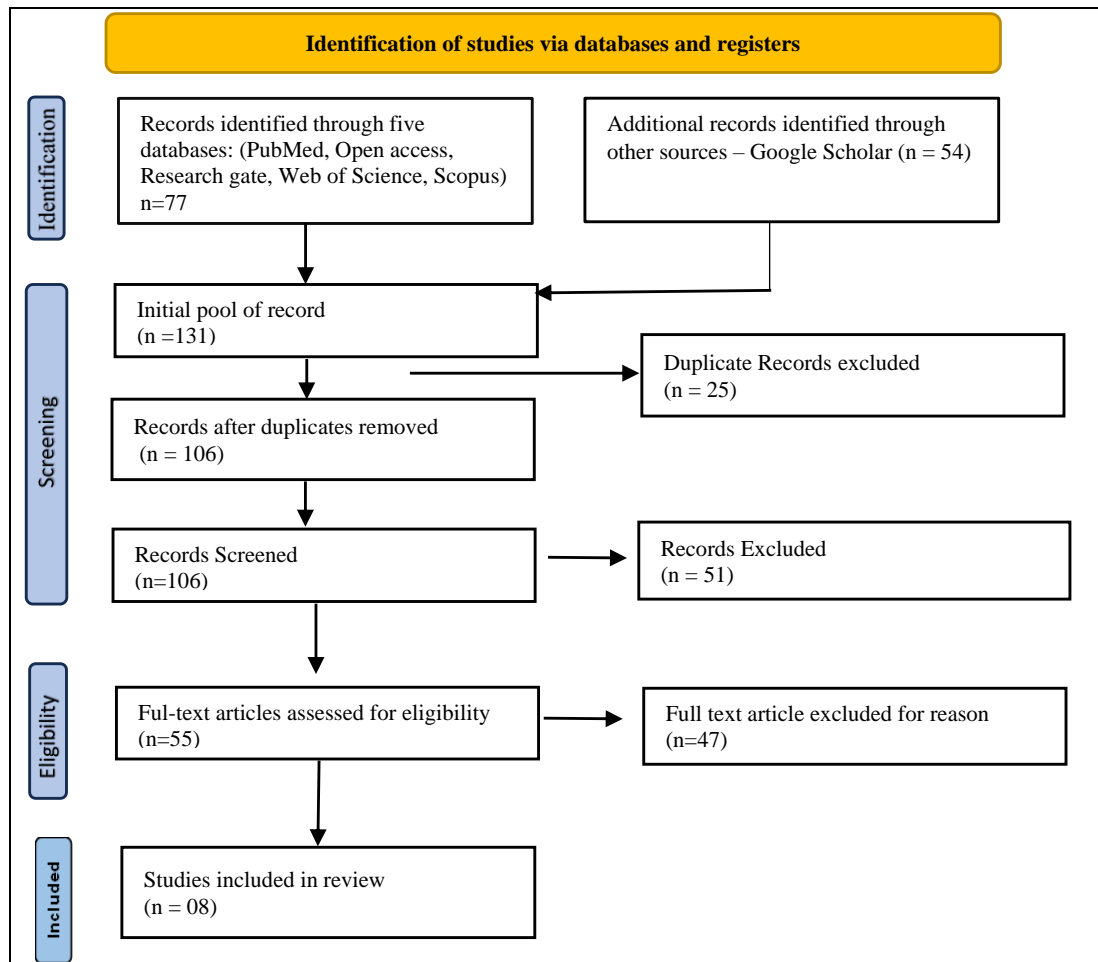 Identification of studies via databases and registers
Identification
Records identified through five
databases: (PubMed, Open access,
Research gate, Web of Science, Scopus)
n=77
Additional records identified through
other sources – Google Scholar (n = 54)
Screening
Initial pool of record
(n =131)
Duplicate Records excluded
(n = 25)
Records after duplicates removed
(n = 106)
Records Screened
(n=106)
Records Excluded
(n = 51)
Eligibility
Ful-text articles assessed for eligibility
(n=55)
Full text article excluded for reason
(n=47)
Included
Studies included in review
(n = 08)